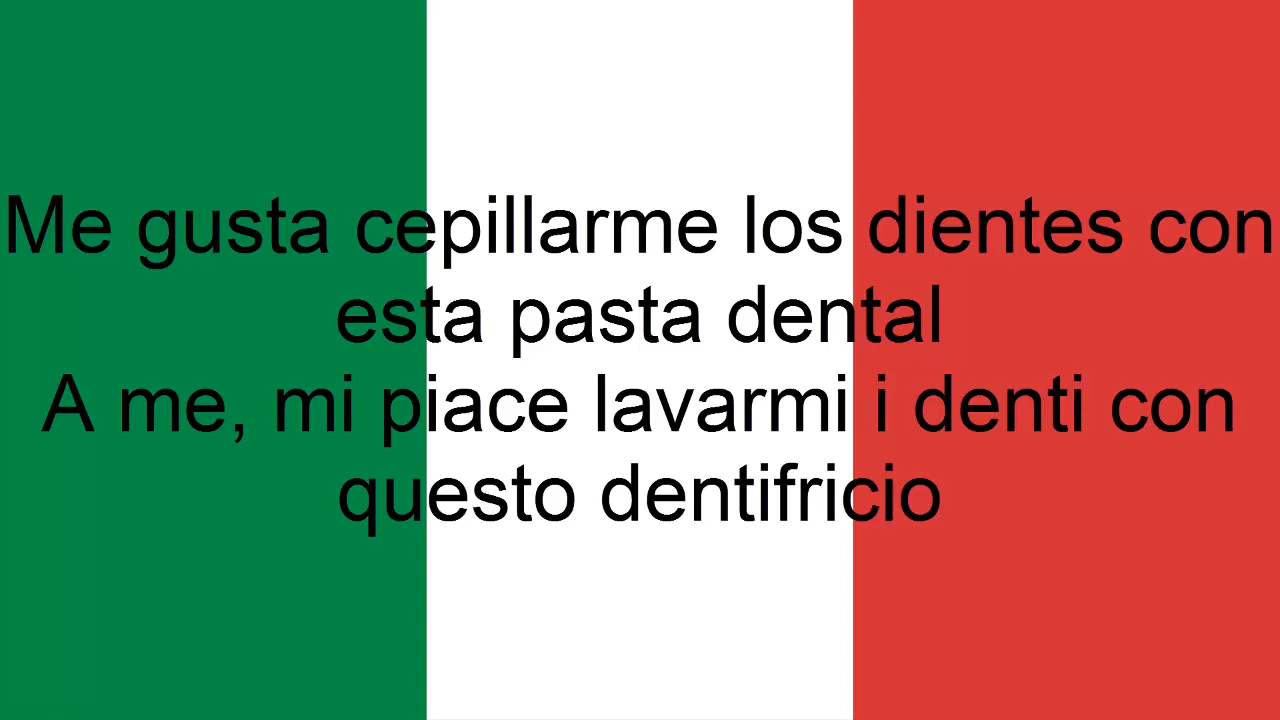 Me gusta cepillarme los dientes con
esta pasta dental
A me, mi piace lavarmi i denti con
questo dentifricio